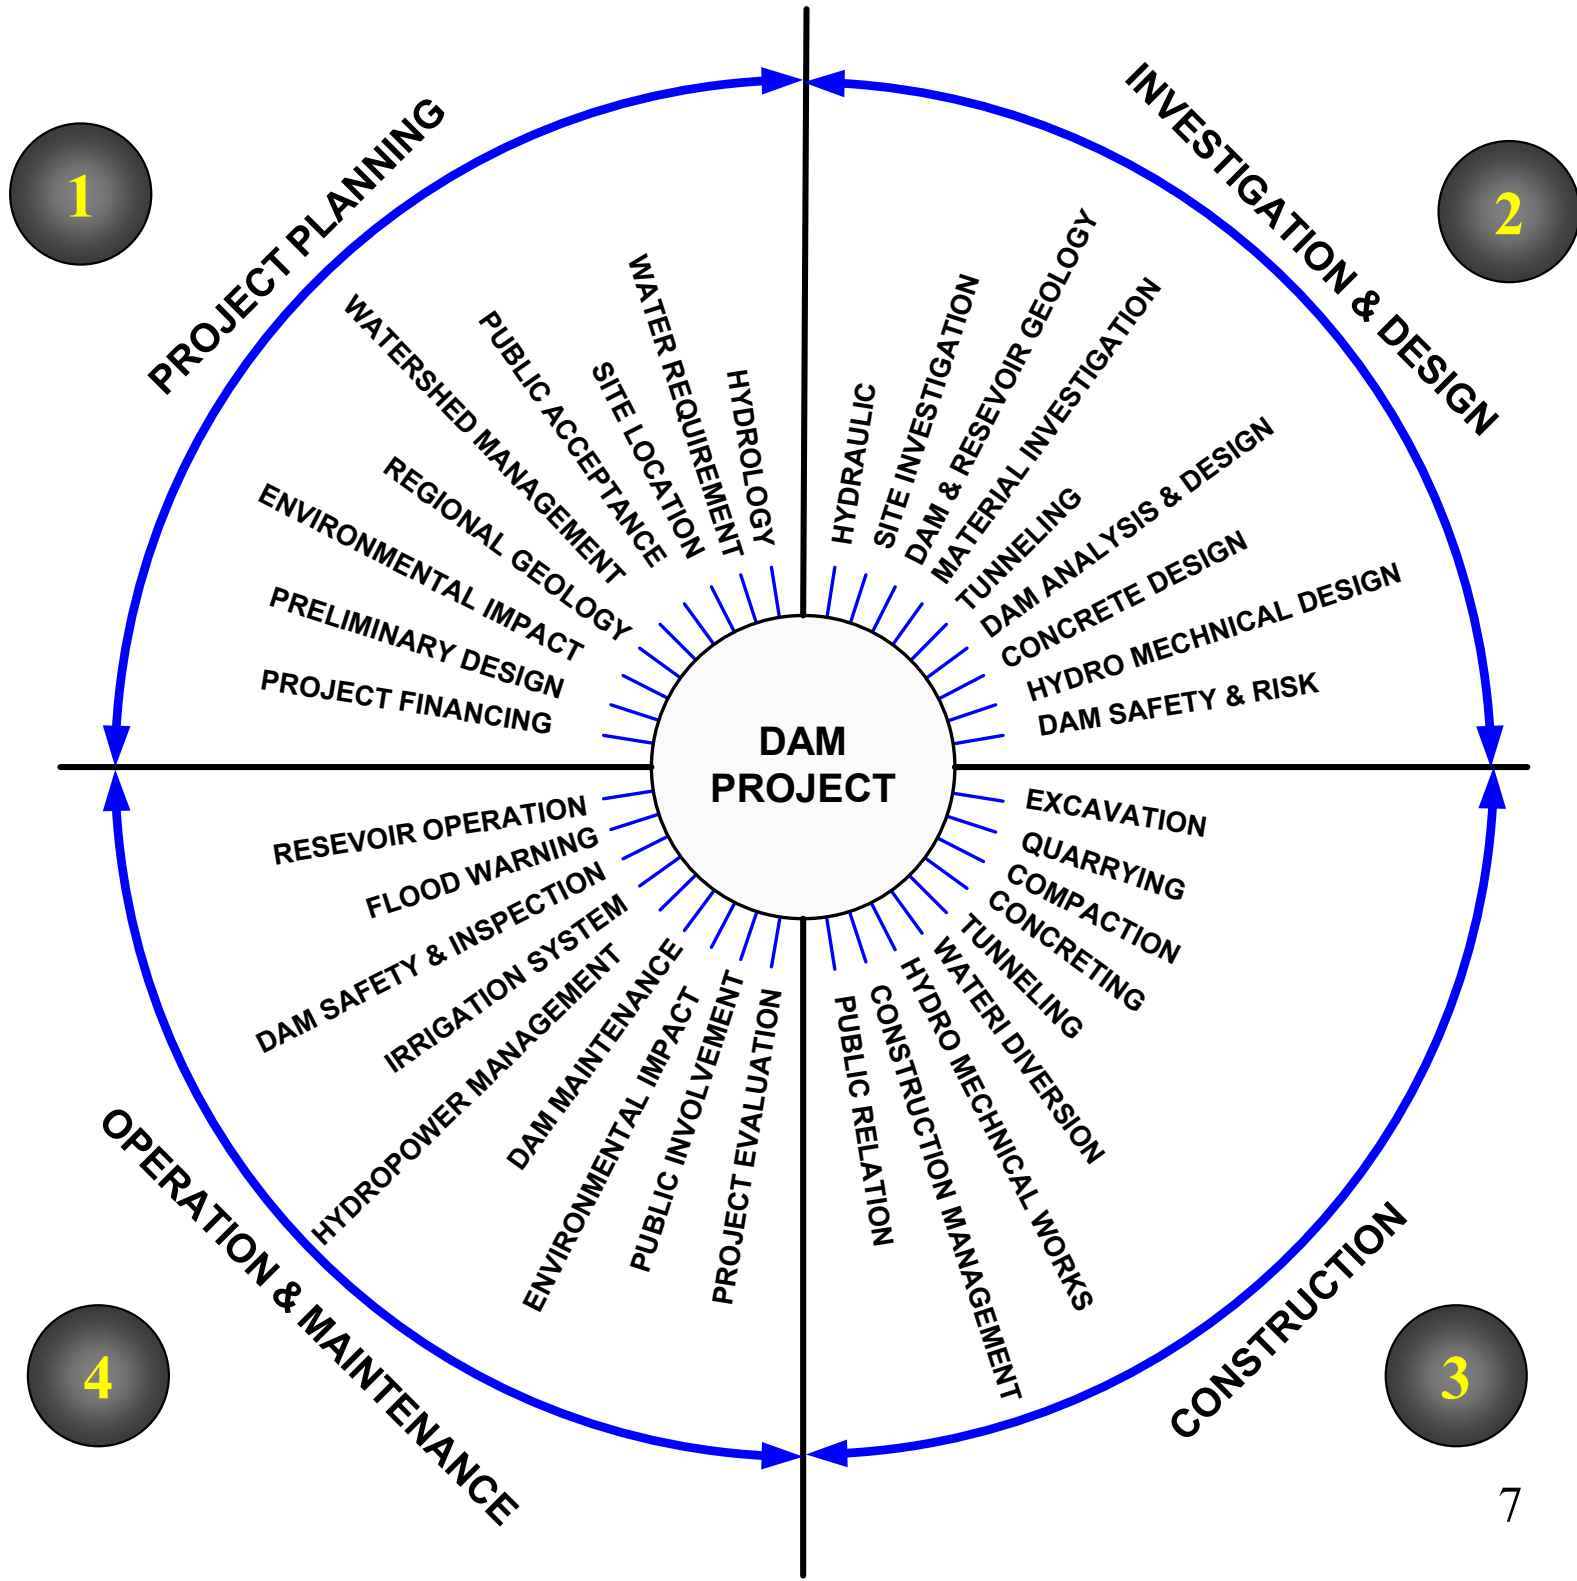 1
PROJECT PLANNING
PROJECT FINANCING
PRELIMINARY DESIGN
ENVIRONMENTAL IMPACT
REGIONAL GEOLOGY
WATERSHED MANAGEMENT
PUBLIC ACCEPTANCE
SITE LOCATION
WATER REQUIREMENT
HYDROLOGY
2
INVESTIGATION & DESIGN
HYDRAULIC
SITE INVESTIGATION
DAM & RESEVOIR GEOLOGY
MATERIAL INVESTIGATION
TUNNELING
DAM ANALYSIS & DESIGN
CONCRETE DESIGN
HYDRO MECHNICAL DESIGN
DAM SAFETY & RISK
DAM
PROJECT
EXCAVATION
QUARRYING
COMPACTION
CONCRETING
TUNNELING
WATERI DIVERSION
HYDRO MECHNICAL WORKS
CONSTRUCTION MANAGEMENT
PUBLIC RELATION
CONSTRUCTION
3
RESEVOIR OPERATION
FLOOD WARNING
DAM SAFETY & INSPECTION
IRRIGATION SYSTEM
HYDROPOWER MANAGEMENT
DAM MAINTENANCE
ENVIRONMENTAL IMPACT
PUBLIC INVOLVEMENT
PROJECT EVALUATION
OPERATION & MAINTENANCE
4
7